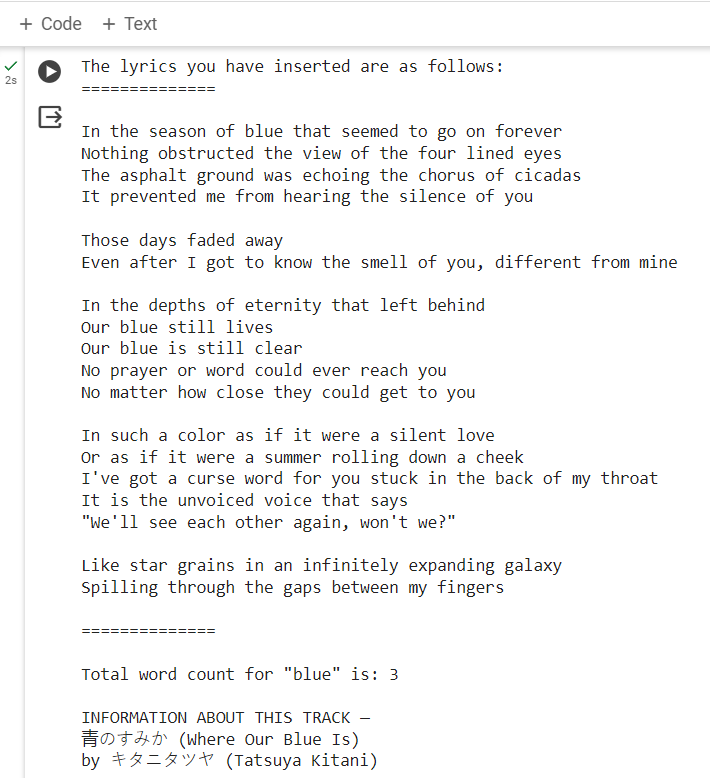 + Code + Text
2s
The lyrics you have inserted are as follows:
==============
In the season of blue that seemed to go on forever
Nothing obstructed the view of the four lined eyes
The asphalt ground was echoing the chorus of cicadas
It prevented me from hearing the silence of you
Those days faded away
Even after I got to know the smell of you, different from mine
In the depths of eternity that left behind
Our blue still lives
Our blue is still clear
No prayer or word could ever reach you
No matter how close they could get to you
In such a color as if it were a silent love
Or as if it were a summer rolling down a cheek
I've got a curse word for you stuck in the back of my throat
It is the unvoiced voice that says
"We'll see each other again, won't we?"
Like star grains in an infinitely expanding galaxy
Spilling through the gaps between my fingers
==============
Total word count for "blue" is: 3
INFORMATION ABOUT THIS TRACK —
青のすみか (Where Our Blue Is)
by キタニタツヤ (Tatsuya Kitani)